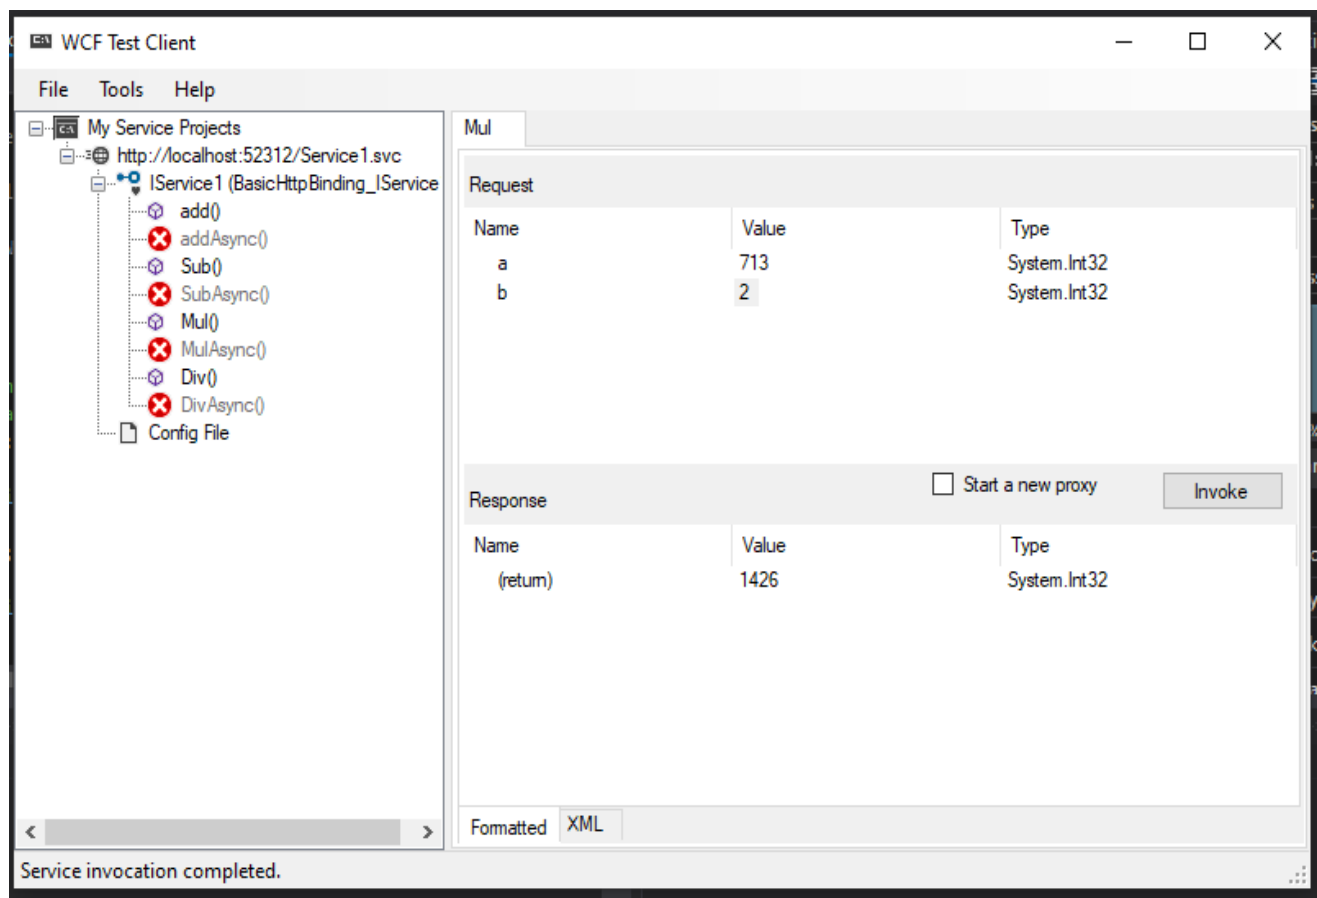 WCF Test Client
File Tools Help
My Service Projects
http://localhost:52312/Service1.svc
IService1 (BasicHttpBinding_IService
add()
addAsync()
Sub()
SubAsync()
Mul()
MulAsync()
Div()
DivAsync()
Config File
Mul
Request
Name Value Type
a 713 System.Int32
b 2 System.Int32
Response
Start a new proxy
Invoke
Name Value Type
(return) 1426 System.Int32
Formatted XML
Service invocation completed.